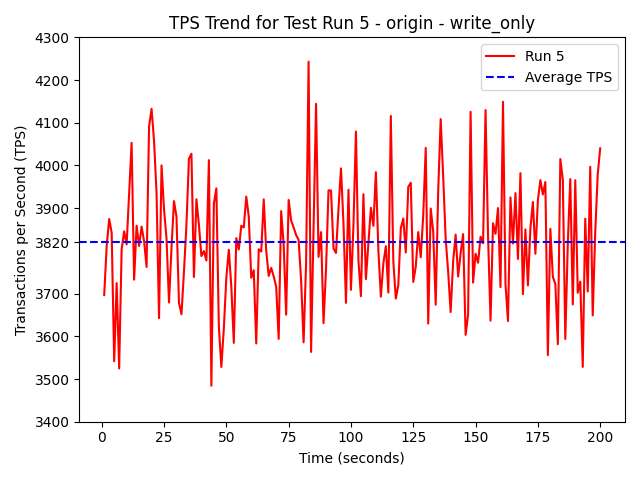 TPS Trend for Test Run 5 - origin - write_only
Run 5
Average TPS
Transactions per Second (TPS)
4300
4200
4100
4000
3900
3820
3700
3600
3500
3400
0 25 50 75 100 125 150 175 200
Time (seconds)